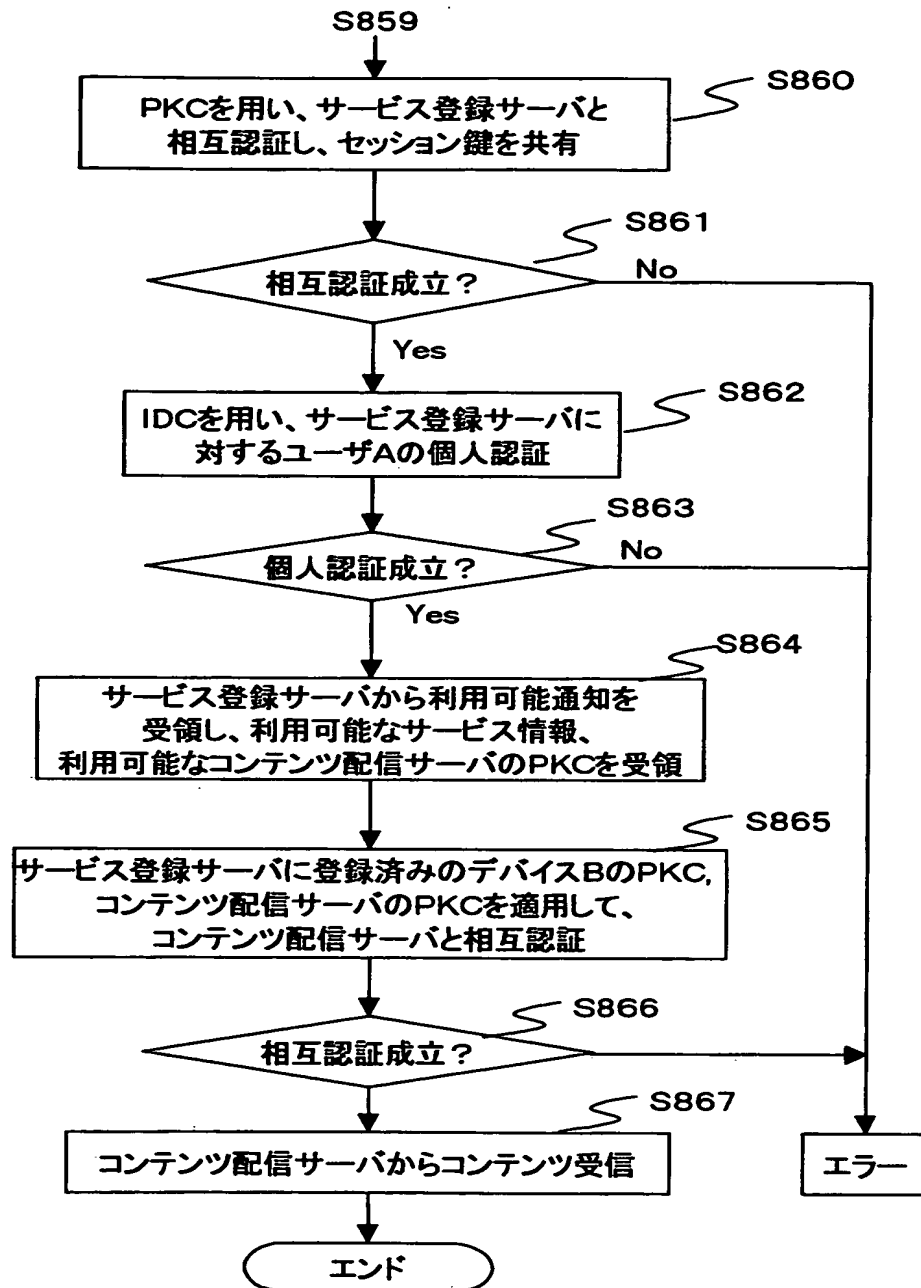 S859
S860
PKCを用い、サービス登録サーバと
相互認証し、セッション鍵を共有
S861
相互認証成立？
No
Yes
S862
IDCを用い、サービス登録サーバに
対するユーザAの個人認証
S863
個人認証成立？
No
Yes
S864
サービス登録サーバから利用可能通知を
受領し、利用可能なサービス情報、
利用可能なコンテンツ配信サーバのPKCを受領
S865
サービス登録サーバに登録済みのデバイスBのPKC,
コンテンツ配信サーバのPKCを適用して、
コンテンツ配信サーバと相互認証
S866
相互認証成立？
S867
コンテンツ配信サーバからコンテンツ受信
エラー
エンド